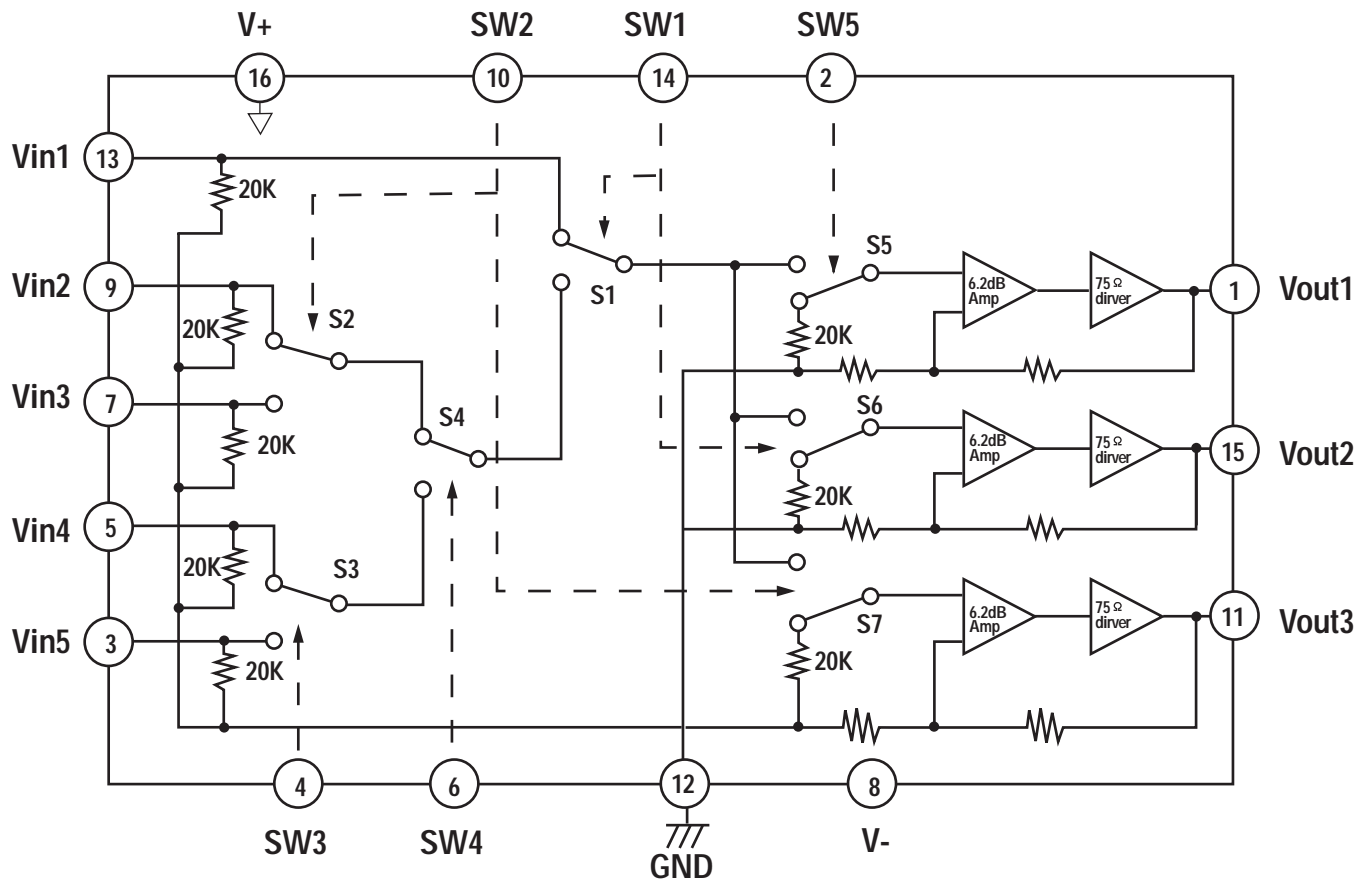 V+
SW2
SW1
SW5
16
10
14
2
Vin1
13
20K
S5
Vin2
9
6.2dB
Amp
75 Ω
dirver
1
Vout1
S1
20K
S2
20K
Vin3
7
S6
S4
20K
6.2dB
Amp
75 Ω
dirver
15
Vout2
20K
Vin4
5
20K
S3
6.2dB
Amp
75 Ω
dirver
11
Vout3
Vin5
3
S7
20K
20K
4
6
12
8
SW3
SW4
GND
V-